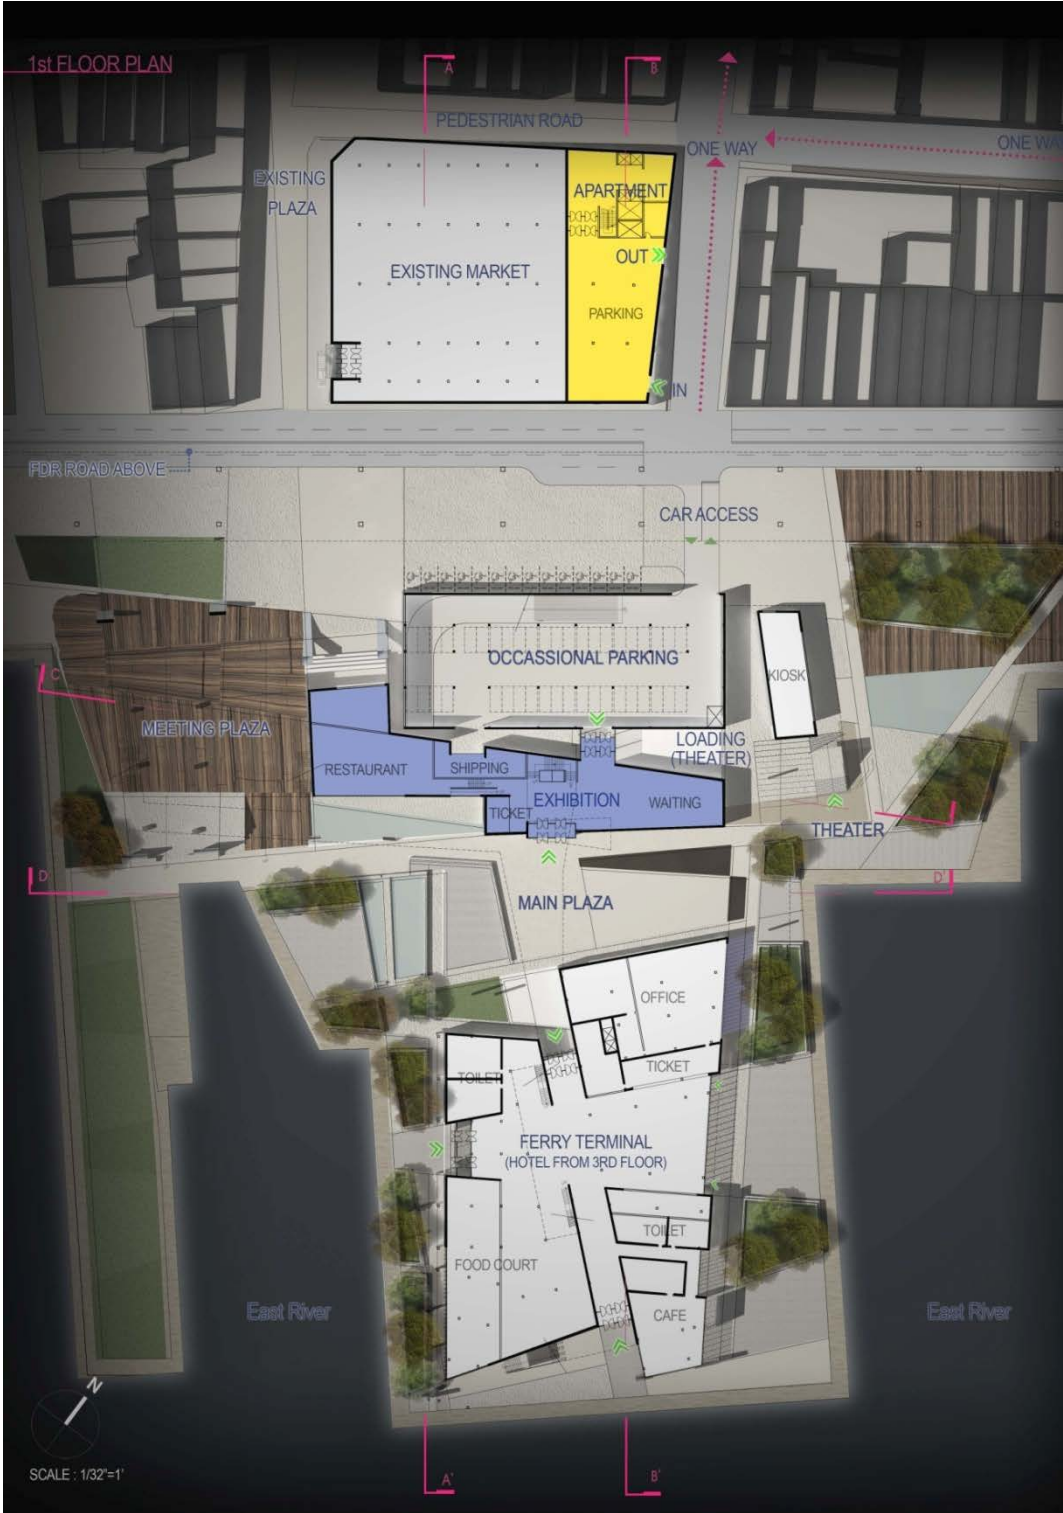 1st FLOOR PLAN
A
B
PEDESTRIAN ROAD
ONE WAY
ONE WAY
EXISTING
PLAZA
APARTMENT
EXISTING MARKET
OUT
PARKING
IN
FDR ROAD ABOVE
CAR ACCESS
OCCASSIONAL PARKING
C
KIOSK
MEETING PLAZA
LOADING
(THEATER)
RESTAURANT
SHIPPING
EXHIBITION
WAITING
TICKET
THEATER
D
D'
MAIN PLAZA
OFFICE
TICKET
TOILET
FERRY TERMINAL
(HOTEL FROM 3RD FLOOR)
TOILET
FOOD COURT
CAFE
East River
East River
N
SCALE : 1/32"=1'
A'
B'